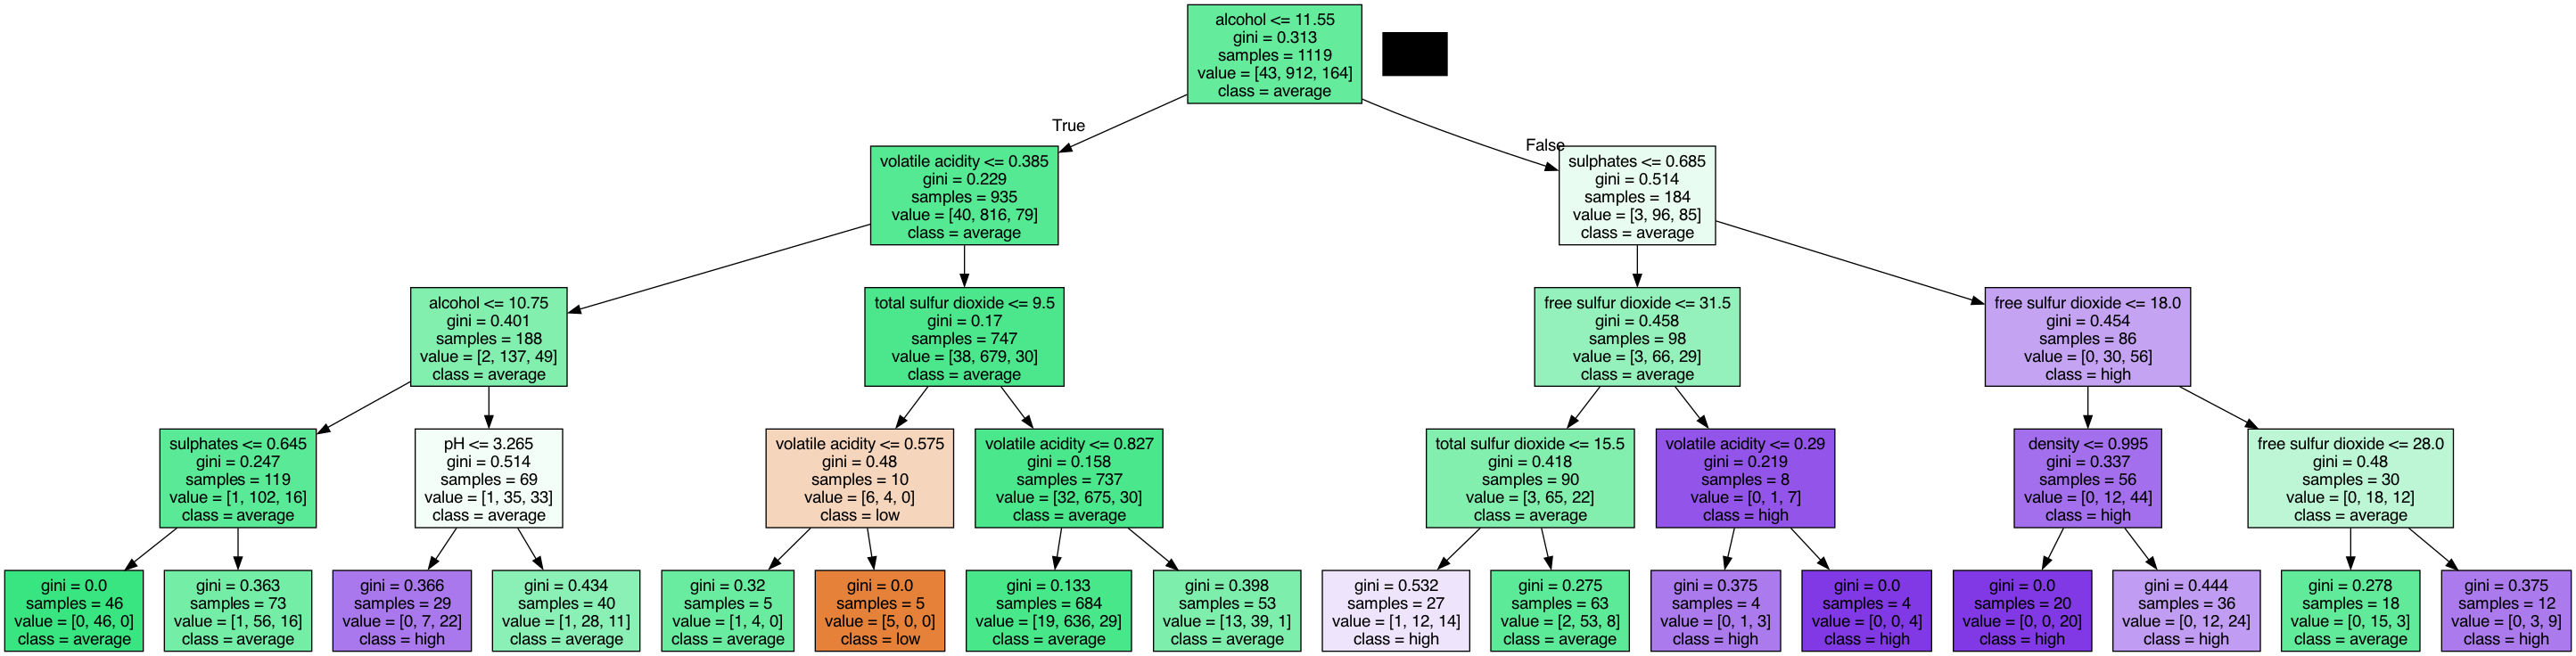 alcohol <= 11.55
gini = 0.313
samples = 1119
value = [43, 912, 164]
class = average
True
False
volatile acidity <= 0.385
gini = 0.229
samples = 935
value = [40, 816, 79]
class = average
sulphates <= 0.685
gini = 0.514
samples = 184
value = [3, 96, 85]
class = average
alcohol <= 10.75
gini = 0.401
samples = 188
value = [2, 137, 49]
class = average
total sulfur dioxide <= 9.5
gini = 0.17
samples = 747
value = [38, 679, 30]
class = average
free sulfur dioxide <= 31.5
gini = 0.458
samples = 98
value = [3, 66, 29]
class = average
free sulfur dioxide <= 18.0
gini = 0.454
samples = 86
value = [0, 30, 56]
class = high
sulphates <= 0.645
gini = 0.247
samples = 119
value = [1, 102, 16]
class = average
pH <= 3.265
gini = 0.514
samples = 69
value = [1, 35, 33]
class = average
volatile acidity <= 0.575
gini = 0.48
samples = 10
value = [6, 4, 0]
class = low
volatile acidity <= 0.827
gini = 0.158
samples = 737
value = [32, 675, 30]
class = average
total sulfur dioxide <= 15.5
gini = 0.418
samples = 90
value = [3, 65, 22]
class = average
volatile acidity <= 0.29
gini = 0.219
samples = 8
value = [0, 1, 7]
class = high
density <= 0.995
gini = 0.337
samples = 56
value = [0, 12, 44]
class = high
free sulfur dioxide <= 28.0
gini = 0.48
samples = 30
value = [0, 18, 12]
class = average
gini = 0.0
samples = 46
value = [0, 46, 0]
class = average
gini = 0.363
samples = 73
value = [1, 56, 16]
class = average
gini = 0.366
samples = 29
value = [0, 7, 22]
class = high
gini = 0.434
samples = 40
value = [1, 28, 11]
class = average
gini = 0.32
samples = 5
value = [1, 4, 0]
class = average
gini = 0.0
samples = 5
value = [5, 0, 0]
class = low
gini = 0.133
samples = 684
value = [19, 636, 29]
class = average
gini = 0.398
samples = 53
value = [13, 39, 1]
class = average
gini = 0.532
samples = 27
value = [1, 12, 14]
class = high
gini = 0.275
samples = 63
value = [2, 53, 8]
class = average
gini = 0.375
samples = 4
value = [0, 1, 3]
class = high
gini = 0.0
samples = 4
value = [0, 0, 4]
class = high
gini = 0.0
samples = 20
value = [0, 0, 20]
class = high
gini = 0.444
samples = 36
value = [0, 12, 24]
class = high
gini = 0.278
samples = 18
value = [0, 15, 3]
class = average
gini = 0.375
samples = 12
value = [0, 3, 9]
class = high